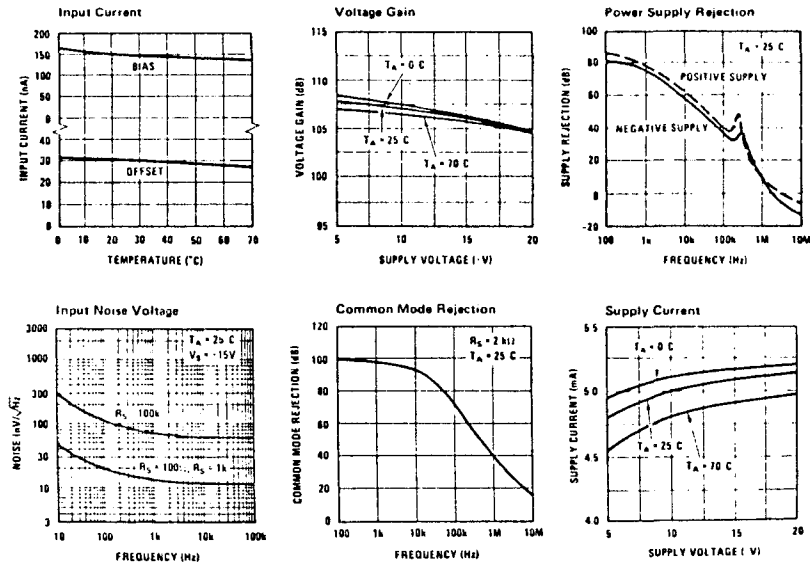 Input Current
200
150
100
50
0
40
30
20
10
0
BIAS
OFFSET
INPUT CURRENT (nA)
0 10 20 30 40 50 60 70
TEMPERATURE (°C)
Voltage Gain
110
105
100
95
T_A = 0 C
T_A = 25 C
T_A = 70 C
VOLTAGE GAIN (dB)
5 10 15 20
SUPPLY VOLTAGE (·V)
Power Supply Rejection
100
80
60
40
20
0
-20
T_A = 25 C
POSITIVE SUPPLY
NEGATIVE SUPPLY
SUPPLY REJECTION (dB)
100 1k 10k 100k 1M 10M
FREQUENCY (Hz)
Input Noise Voltage
3000
1000
300
100
30
10
3
T_A = 25 C
V_S = -15V
R_S 100k
R_S = 100Ω, R_S = 1k
NOISE (nV/√Hz)
10 100 1k 10k 100k
FREQUENCY (Hz)
Common Mode Rejection
120
100
80
60
40
20
0
R_S = 2 kΩ
T_A = 25 C
COMMON MODE REJECTION (dB)
100 1k 10k 100k 1M 10M
FREQUENCY (Hz)
Supply Current
5.5
5.0
4.5
4.0
T_A = 0 C
T_A = 25 C
T_A = 70 C
SUPPLY CURRENT (mA)
5 10 15 20
SUPPLY VOLTAGE (·V)